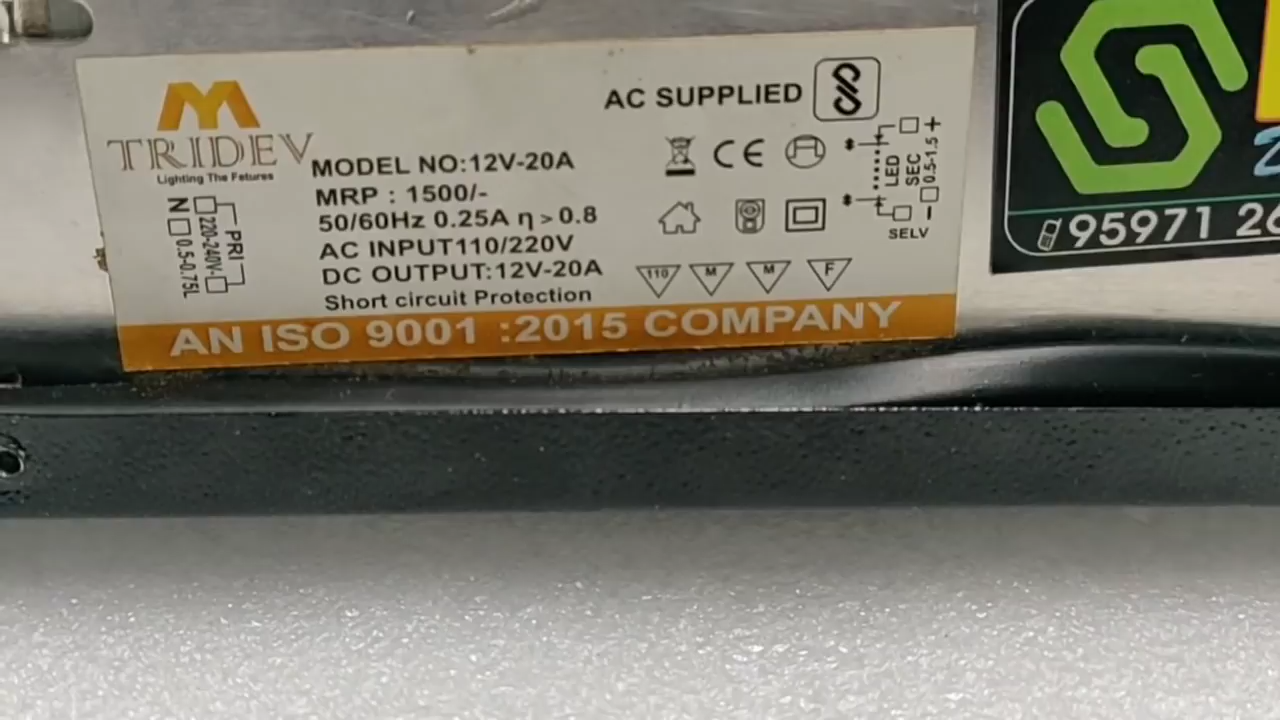 TRIDEV
Lighting The Fetures
AC SUPPLIED
MODEL NO:12V-20A
MRP : 1500/-
50/60Hz 0.25A η > 0.8
AC INPUT110/220V
DC OUTPUT:12V-20A
Short circuit Protection
N
220-240V
0.5-0.75L
PRI
CE
LED
SEC
0.5-1.5
+
−
SELV
110
M
M
F
AN ISO 9001 :2015 COMPANY
95971 26